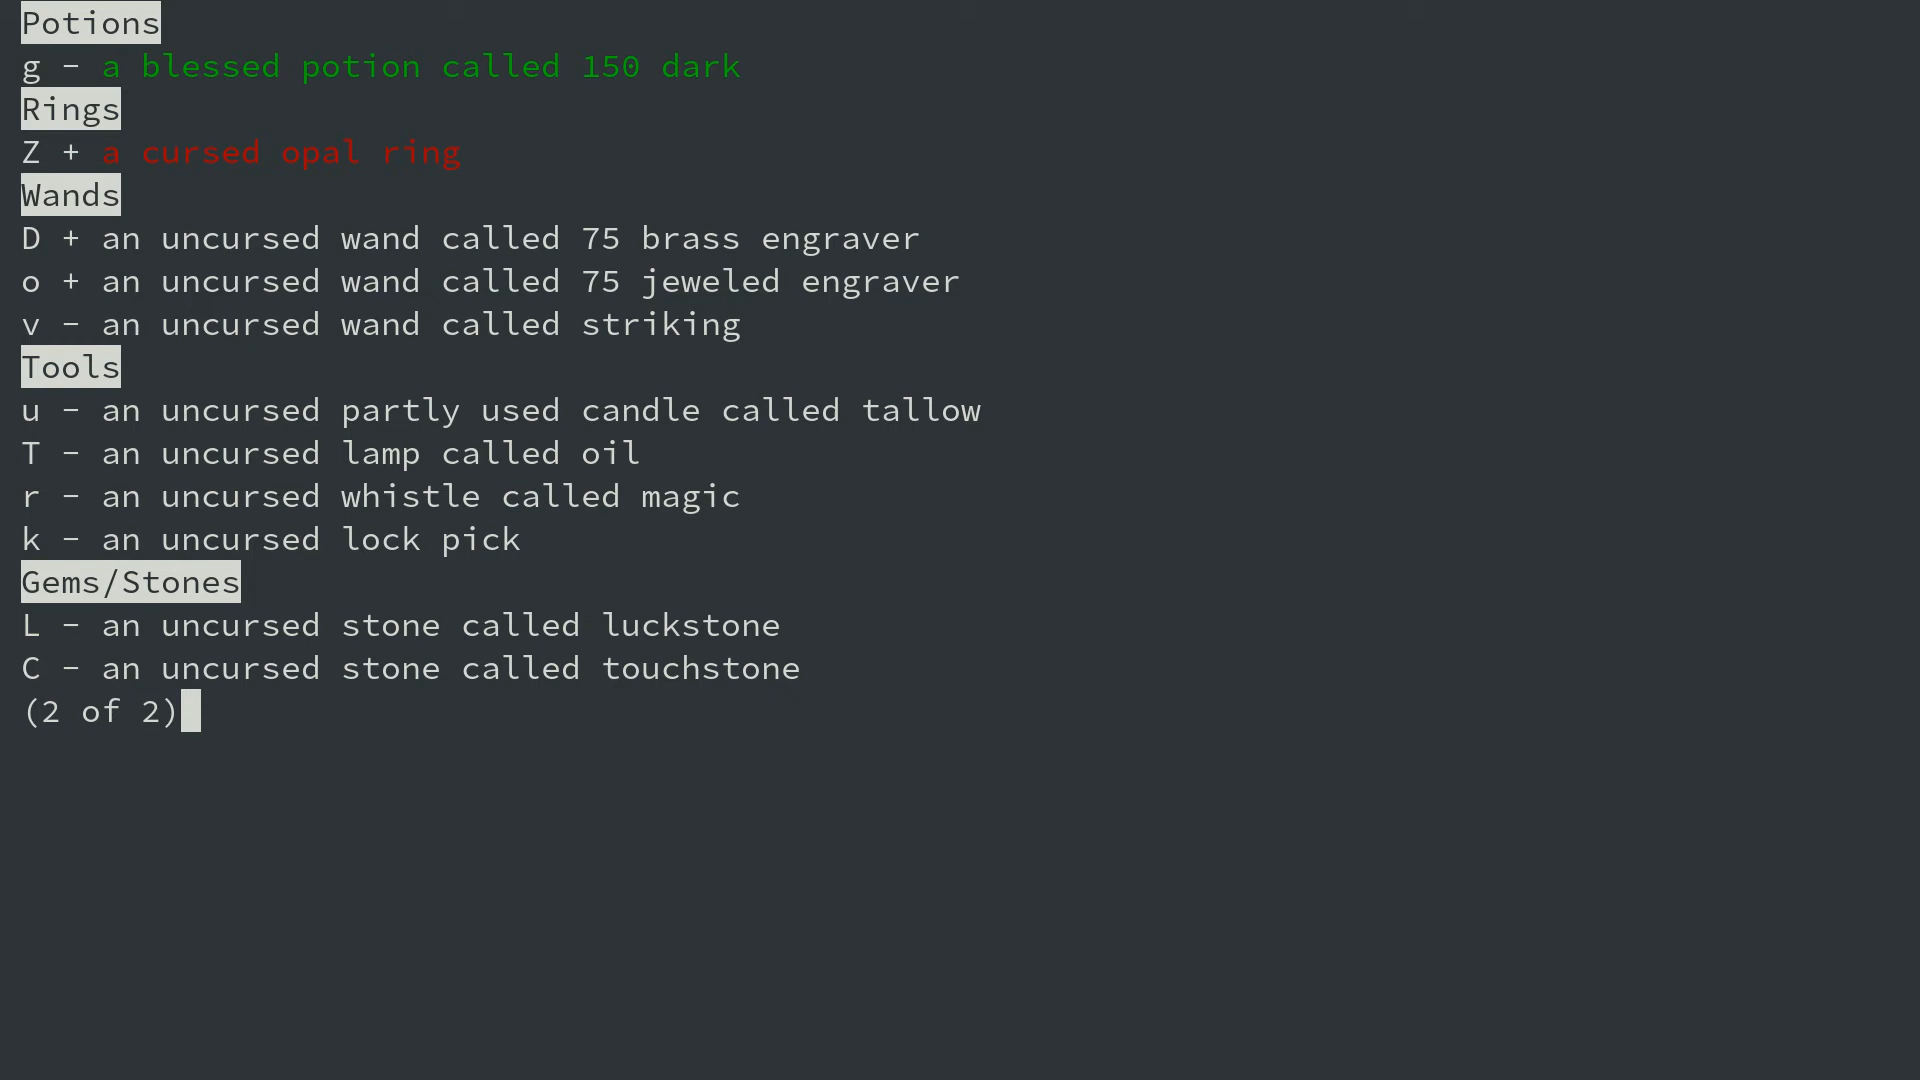 Potions
g - a blessed potion called 150 dark
Rings
Z + a cursed opal ring
Wands
D + an uncursed wand called 75 brass engraver
o + an uncursed wand called 75 jeweled engraver
v - an uncursed wand called striking
Tools
u - an uncursed partly used candle called tallow
T - an uncursed lamp called oil
r - an uncursed whistle called magic
k - an uncursed lock pick
Gems/Stones
L - an uncursed stone called luckstone
C - an uncursed stone called touchstone
(2 of 2)